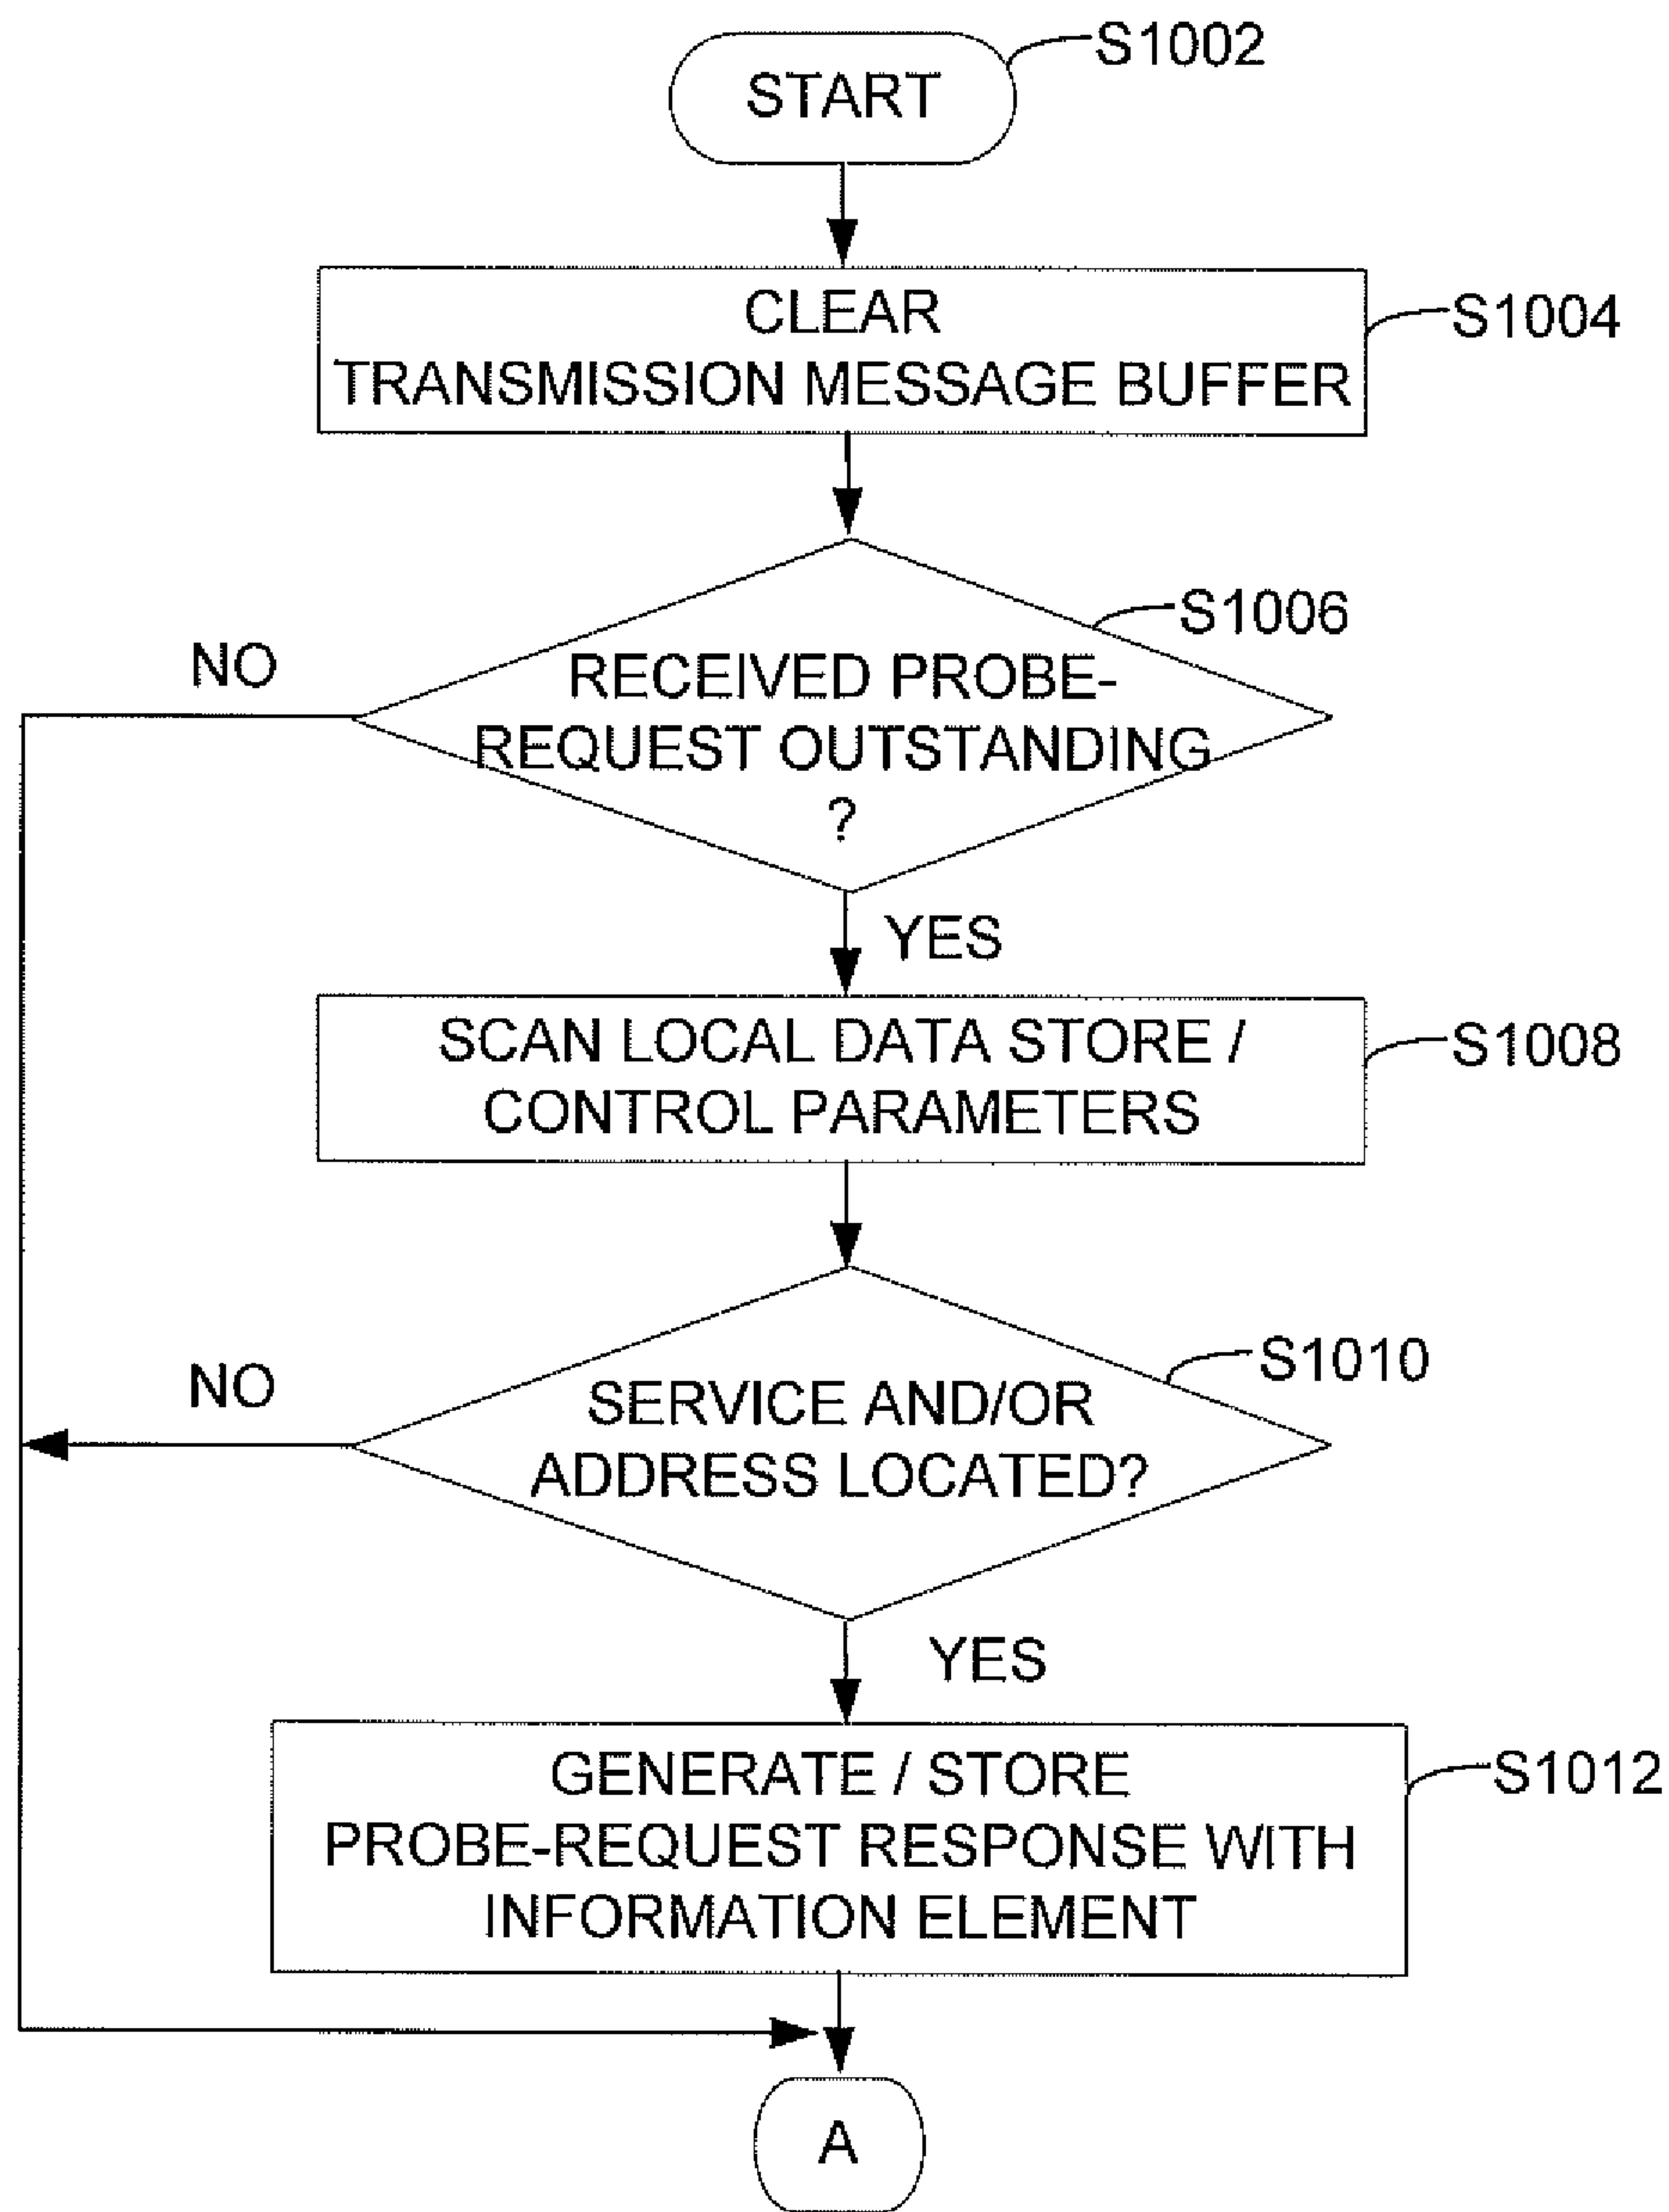 START
S1002
CLEAR
TRANSMISSION MESSAGE BUFFER
S1004
S1006
NO
RECEIVED PROBE-
REQUEST OUTSTANDING
?
YES
SCAN LOCAL DATA STORE /
CONTROL PARAMETERS
S1008
S1010
NO
SERVICE AND/OR
ADDRESS LOCATED?
YES
GENERATE / STORE
PROBE-REQUEST RESPONSE WITH
INFORMATION ELEMENT
S1012
A